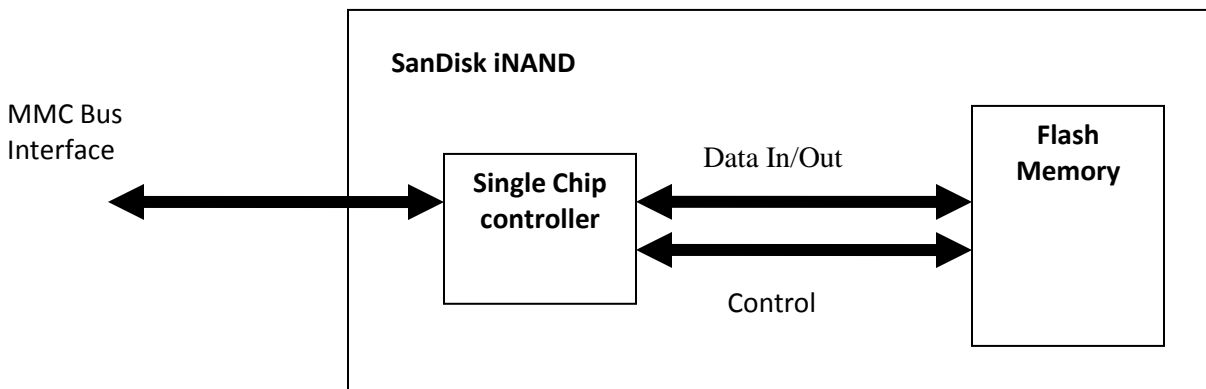 SanDisk iNAND
MMC Bus
Interface
Single Chip
controller
Data In/Out
Control
Flash
Memory